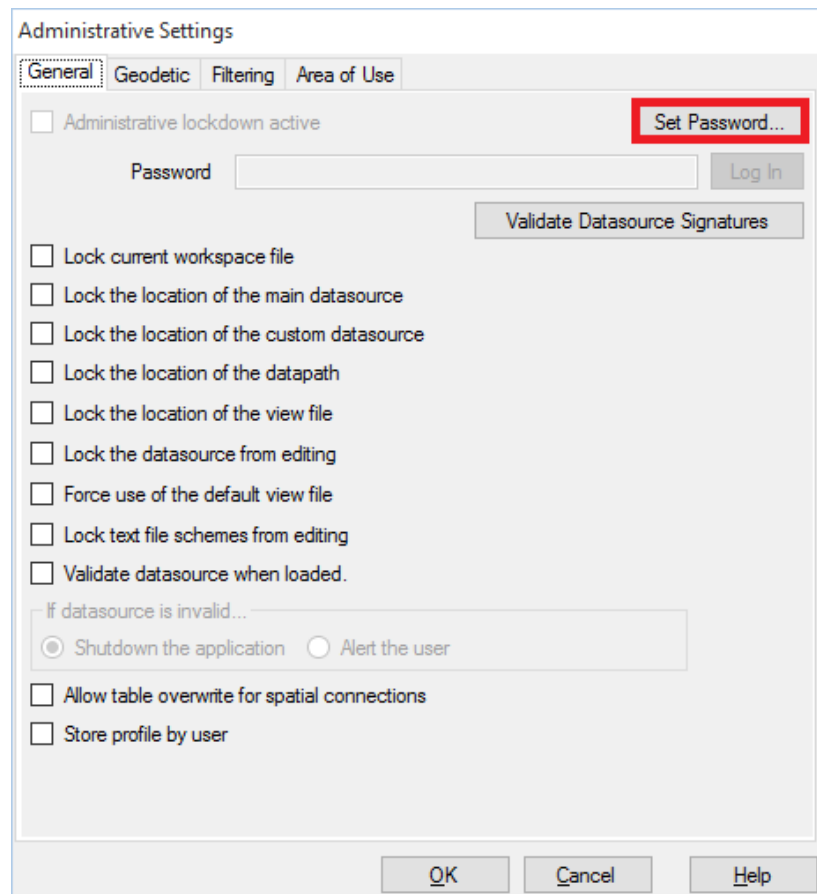 Administrative Settings
General Geodetic Filtering Area of Use
Administrative lockdown active Set Password...
Password Log In
Validate Datasource Signatures
Lock current workspace file
Lock the location of the main datasource
Lock the location of the custom datasource
Lock the location of the datapath
Lock the location of the view file
Lock the datasource from editing
Force use of the default view file
Lock text file schemes from editing
Validate datasource when loaded.
If datasource is invalid...
Shutdown the application Alert the user
Allow table overwrite for spatial connections
Store profile by user
OK Cancel Help